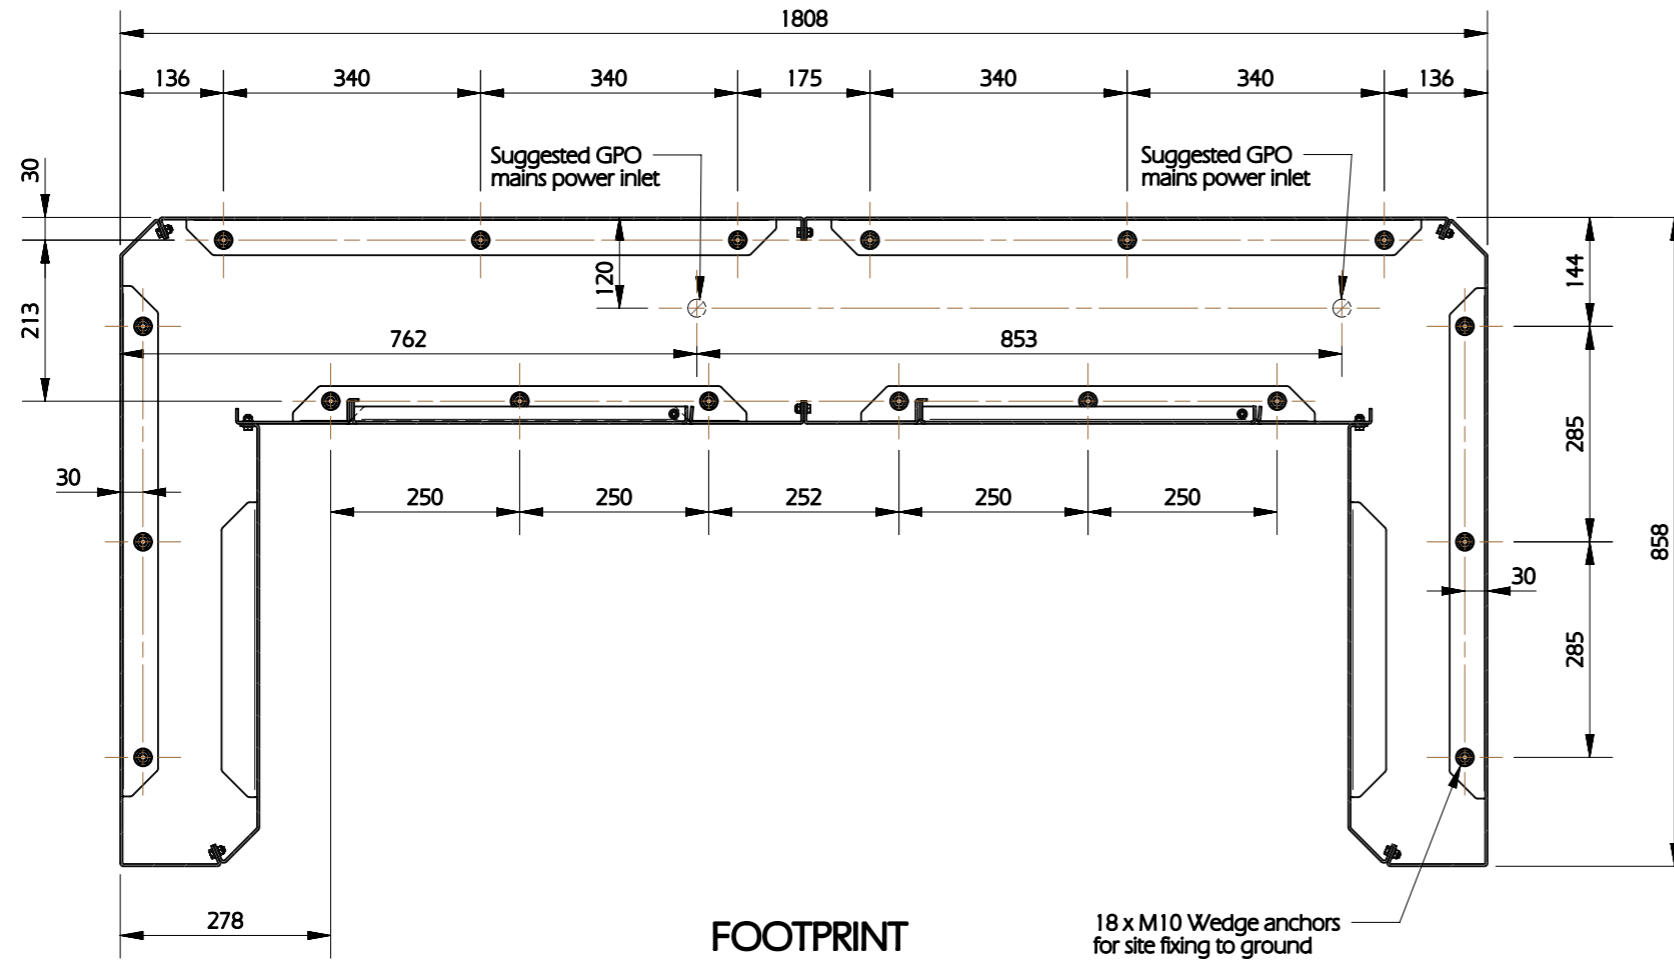 1808
136 340 340 175 340 340 136
Suggested GPO
mains power inlet
Suggested GPO
mains power inlet
30
120
144
213
762 853
285
30
250 250 252 250 250
858
30
285
278
FOOTPRINT
18 x M10 Wedge anchors
for site fixing to ground